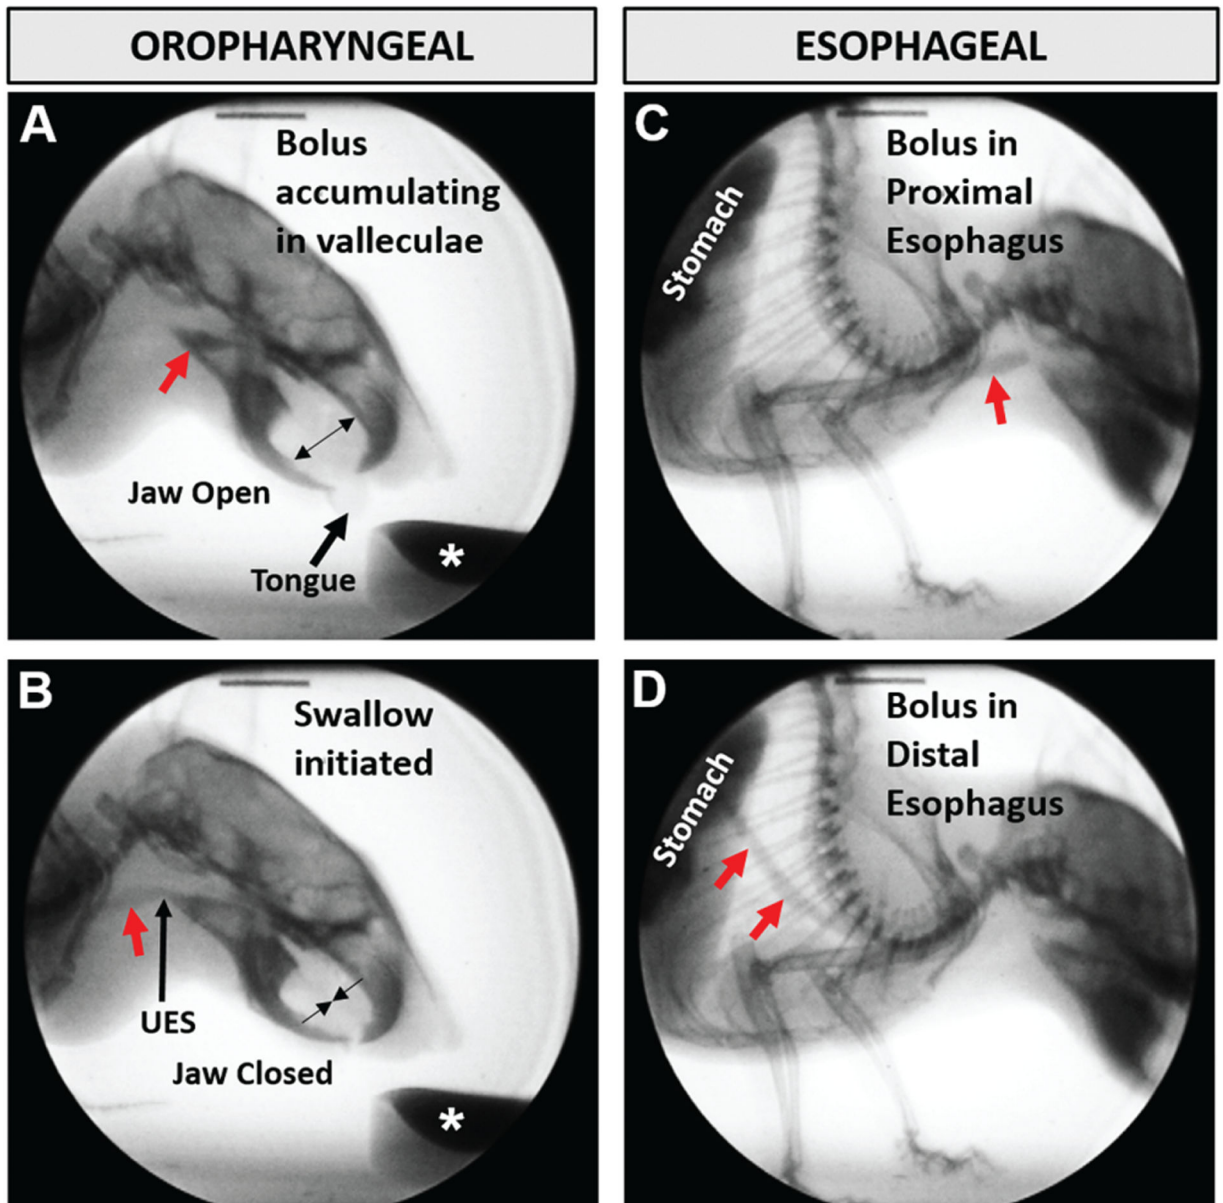 OROPHARYNGEAL
ESOPHAGEAL
A
Bolus
accumulating
in valleculae
Jaw Open
Tongue
*
C
Bolus in
Proximal
Esophagus
Stomach
B
Swallow
initiated
UES
Jaw Closed
*
D
Bolus in
Distal
Esophagus
Stomach